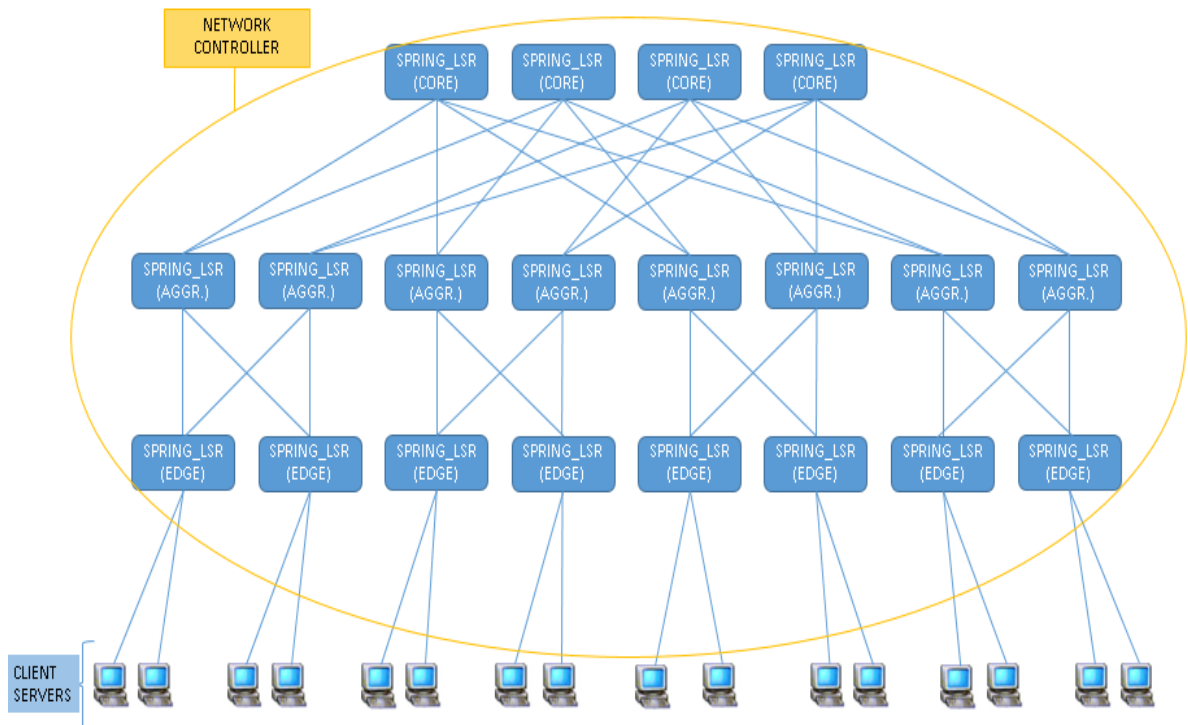 NETWORK
CONTROLLER
SPRING_LSR
(CORE)
SPRING_LSR
(CORE)
SPRING_LSR
(CORE)
SPRING_LSR
(CORE)
SPRING_LSR
(AGGR.)
SPRING_LSR
(AGGR.)
SPRING_LSR
(AGGR.)
SPRING_LSR
(AGGR.)
SPRING_LSR
(AGGR.)
SPRING_LSR
(AGGR.)
SPRING_LSR
(AGGR.)
SPRING_LSR
(AGGR.)
SPRING_LSR
(EDGE)
SPRING_LSR
(EDGE)
SPRING_LSR
(EDGE)
SPRING_LSR
(EDGE)
SPRING_LSR
(EDGE)
SPRING_LSR
(EDGE)
SPRING_LSR
(EDGE)
SPRING_LSR
(EDGE)
CLIENT
SERVERS